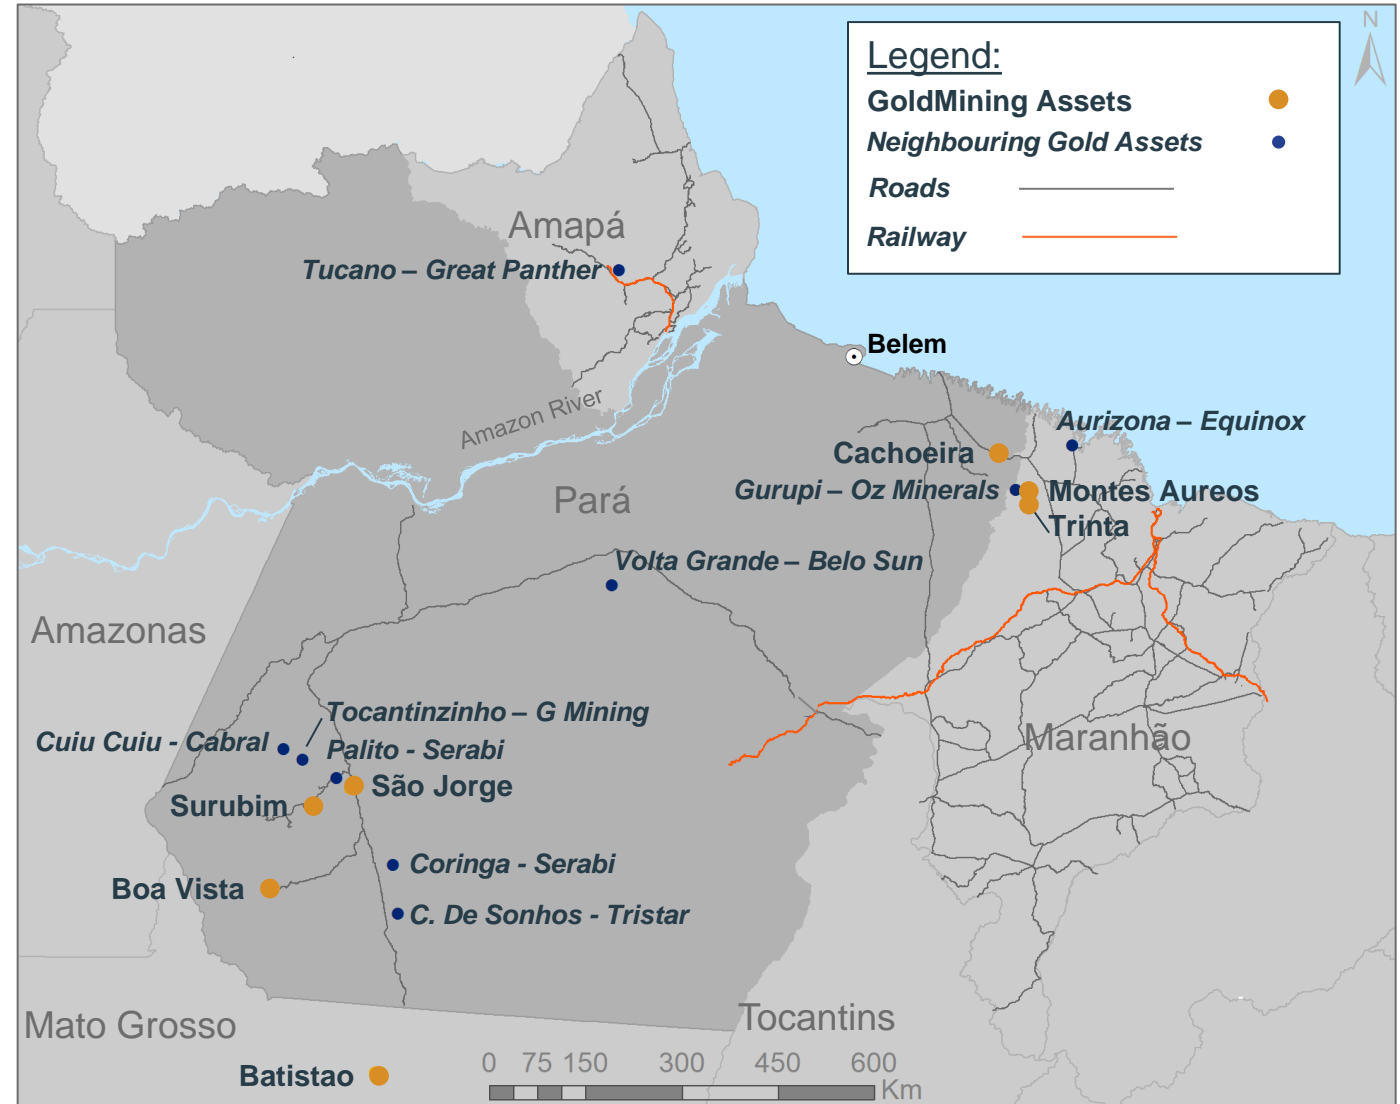 N
Legend:
GoldMining Assets
Neighbouring Gold Assets
Roads
Railway
Amapá
Tucano – Great Panther
Belem
Amazon River
Aurizona – Equinox
Cachoeira
Gurupi – Oz Minerals
Montes Aureos
Trinta
Pará
Volta Grande – Belo Sun
Amazonas
Tocantinzinho – G Mining
Cuiu Cuiu - Cabral
Palito - Serabi
Maranhão
São Jorge
Surubim
Coringa - Serabi
Boa Vista
C. De Sonhos - Tristar
Mato Grosso
Tocantins
Batistao
0 75 150 300 450 600
Km